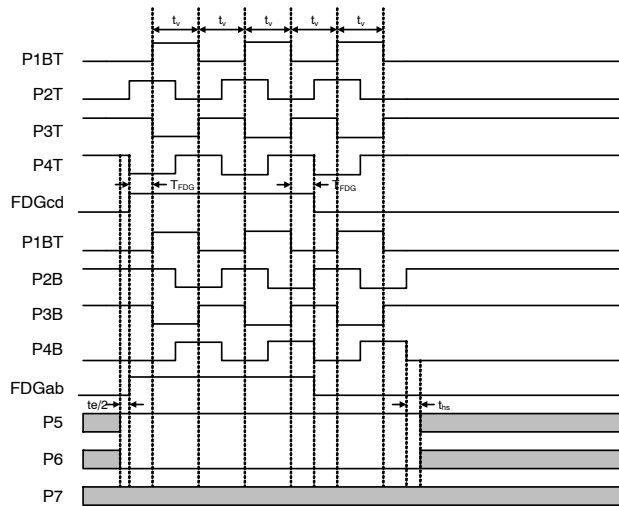 tv tv tv tv tv
P1BT
P2T
P3T
P4T
TFDG TFDG
FDGcd
P1BT
P2B
P3B
P4B
FDGab
te/2 ths
P5
P6
P7